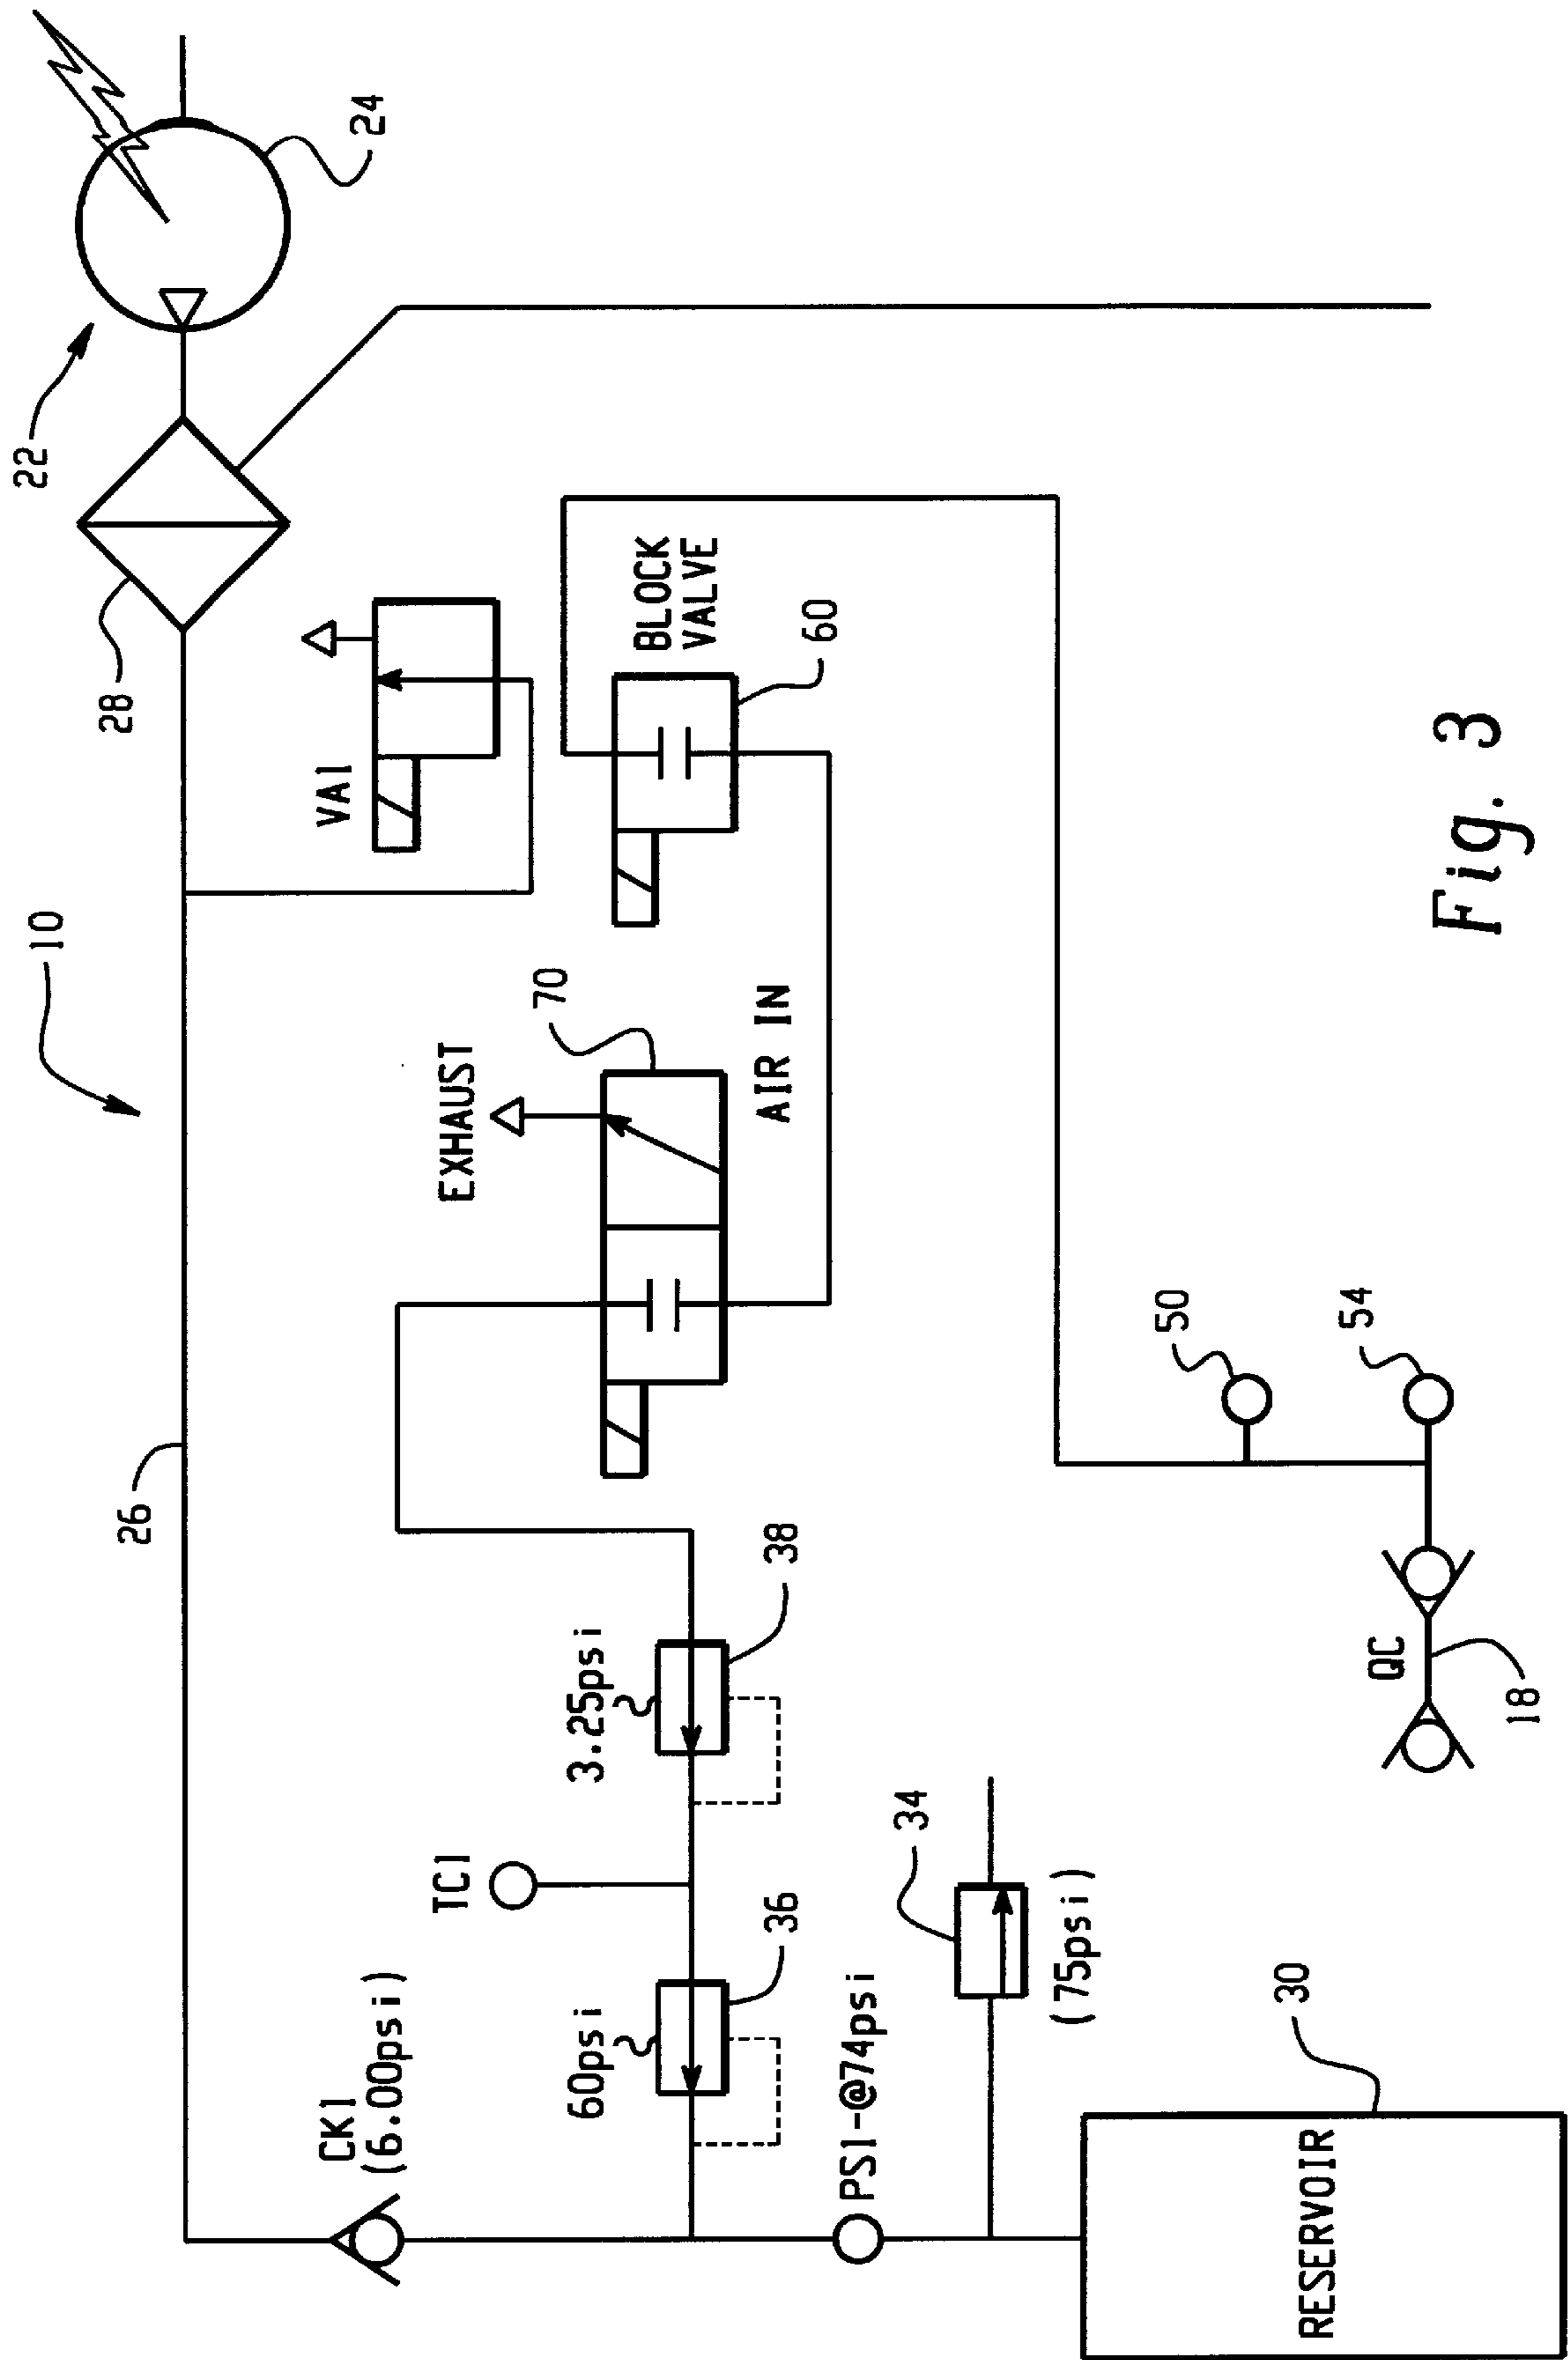 10
22
24
26
28
VA1
BLOCK
VALVE
60
EXHAUST
70
AIR IN
CK1
(6.00psi)
TC1
60psi
36
3.25psi
38
PS1-@74psi
34
(75psi)
RESERVOIR
30
50
54
QC
18
Fig. 3